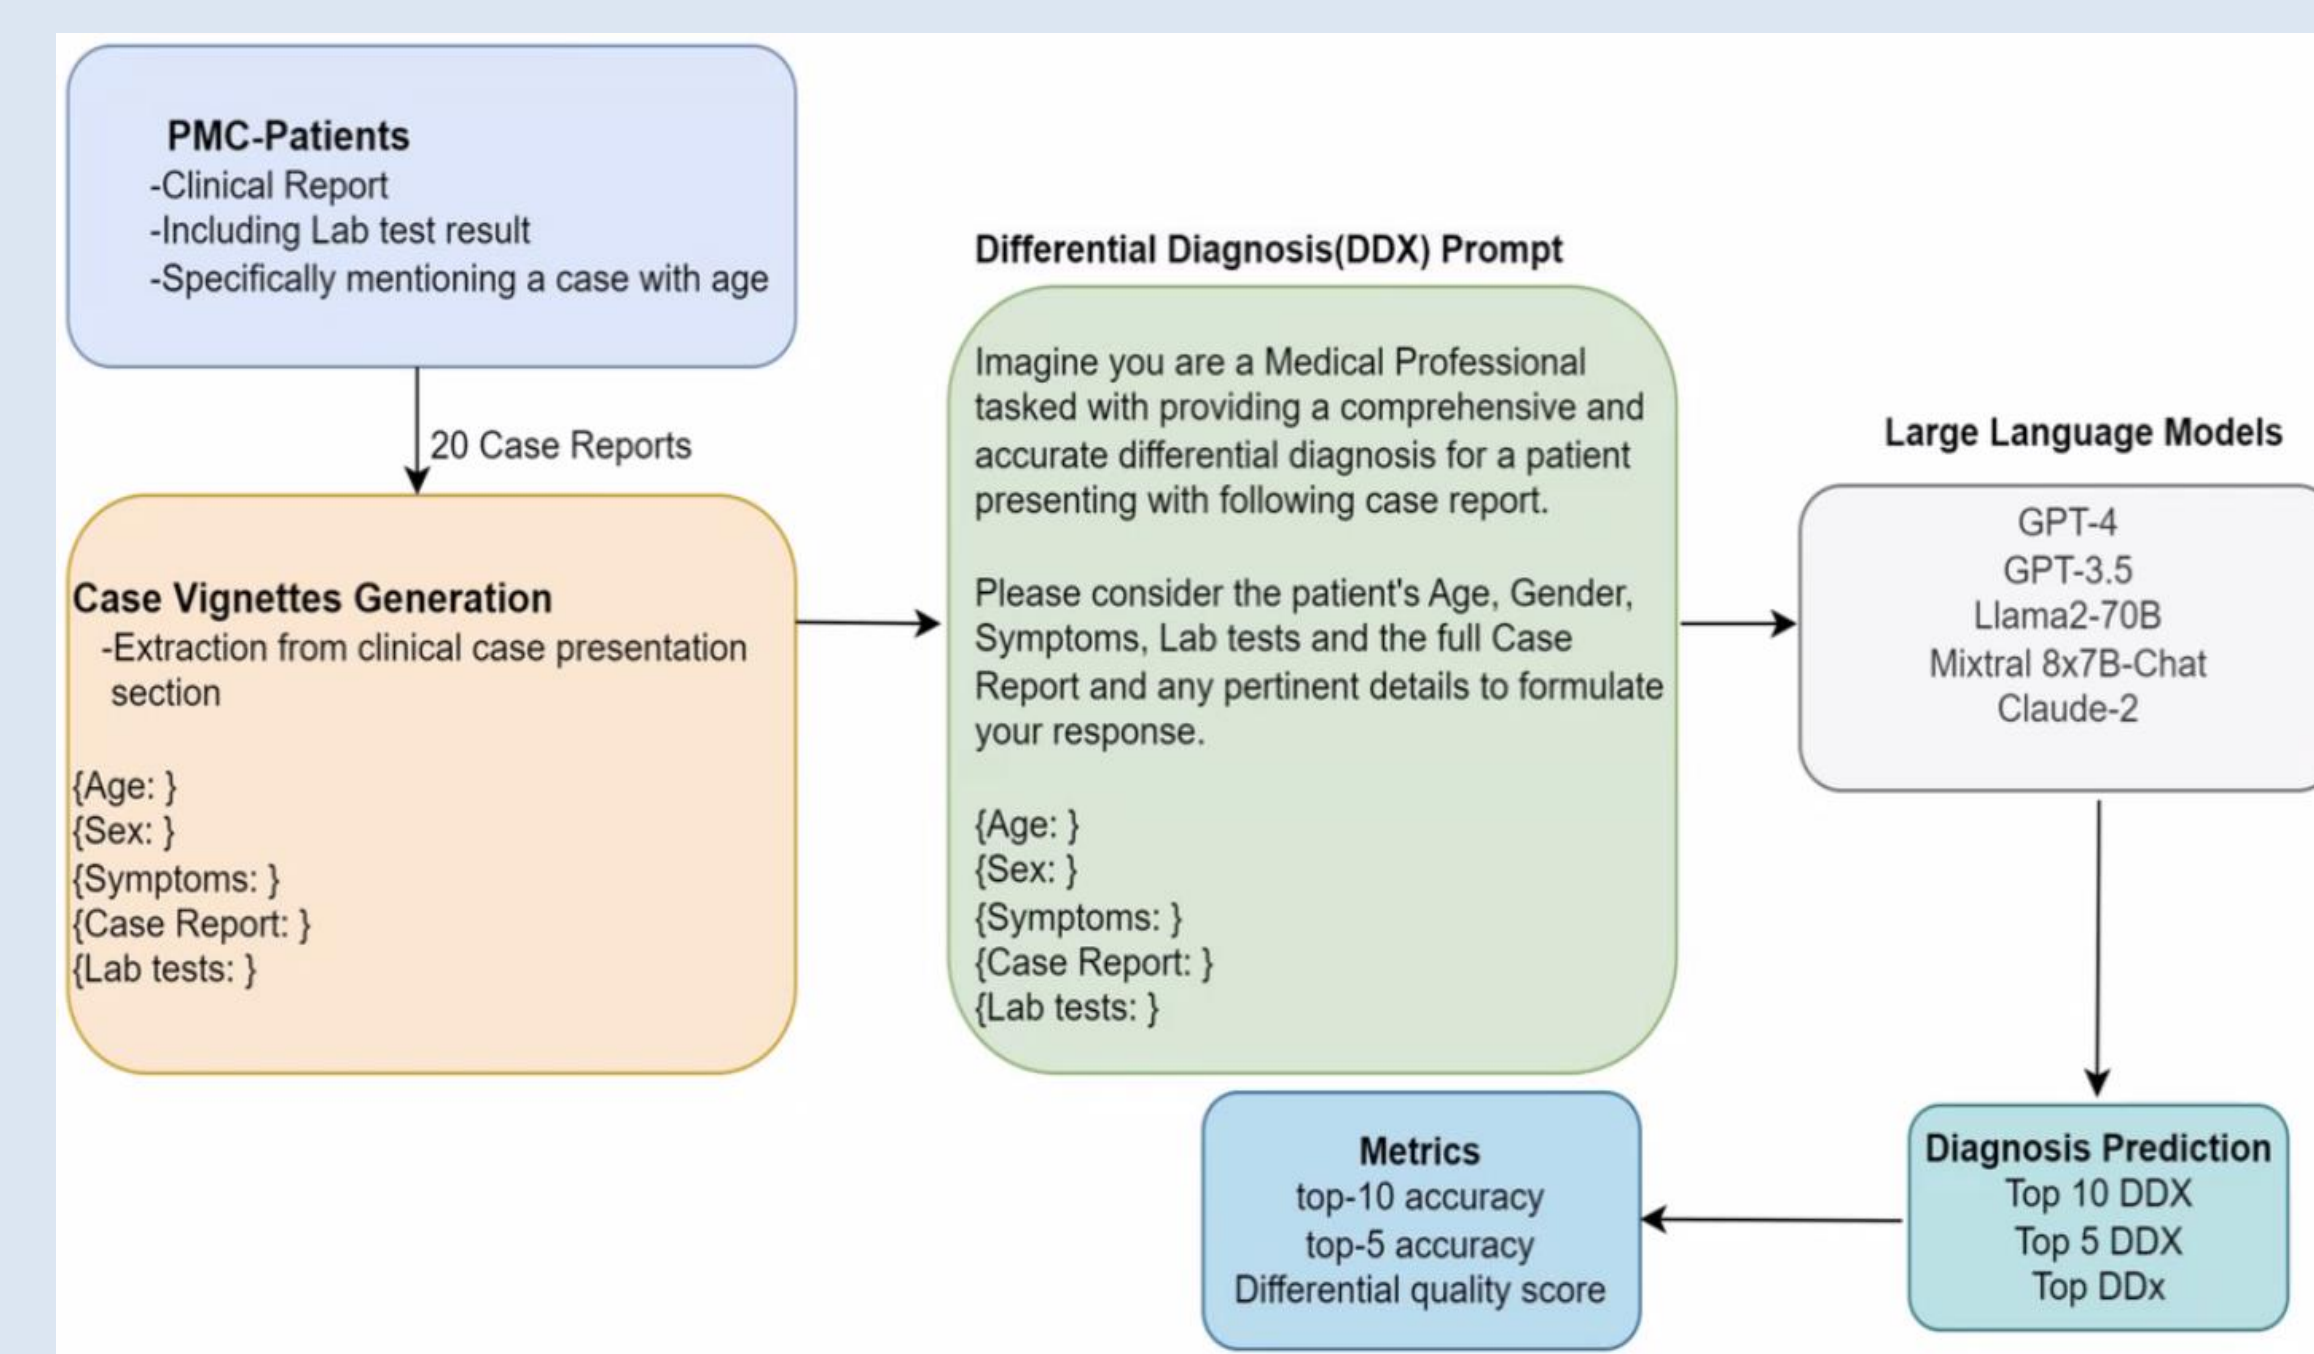 PMC-Patients
-Clinical Report
-Including Lab test result
-Specifically mentioning a case with age
20 Case Reports
Case Vignettes Generation
-Extraction from clinical case presentation
section
{Age: }
{Sex: }
{Symptoms: }
{Case Report: }
{Lab tests: }
Differential Diagnosis(DDX) Prompt
Imagine you are a Medical Professional
tasked with providing a comprehensive and
accurate differential diagnosis for a patient
presenting with following case report.
Please consider the patient's Age, Gender,
Symptoms, Lab tests and the full Case
Report and any pertinent details to formulate
your response.
{Age: }
{Sex: }
{Symptoms: }
{Case Report: }
{Lab tests: }
Large Language Models
GPT-4
GPT-3.5
Llama2-70B
Mixtral 8x7B-Chat
Claude-2
Diagnosis Prediction
Top 10 DDX
Top 5 DDX
Top DDx
Metrics
top-10 accuracy
top-5 accuracy
Differential quality score